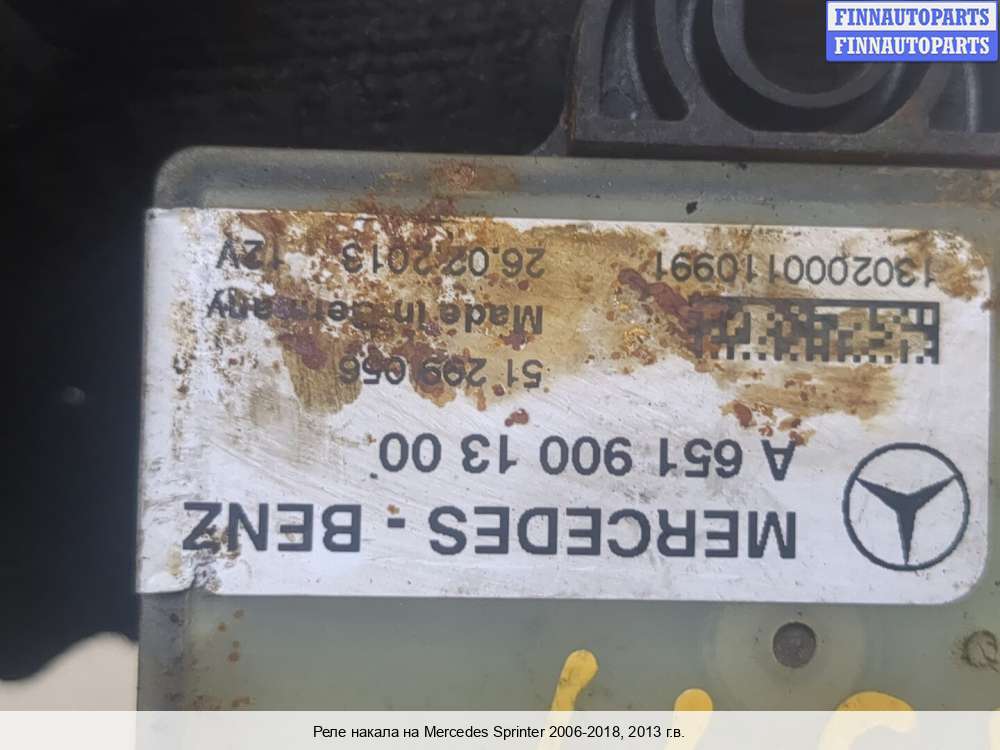 FINNAUTOPARTS
FINNAUTOPARTS
MERCEDES - BENZ
A 651 900 13 00
51 299 056
Made in Germany
26.02.2013 12V
1302000110991
Реле накала на Mercedes Sprinter 2006-2018, 2013 г.в.